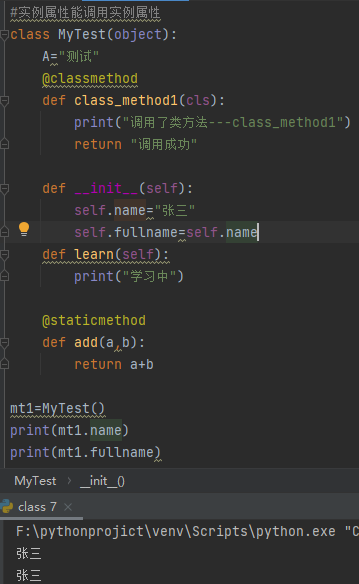 #实例属性能调用实例属性
class MyTest(object):
    A="测试"
    @classmethod
    def class_method1(cls):
        print("调用了类方法---class_method1")
        return "调用成功"
    def __init__(self):
        self.name="张三"
        self.fullname=self.name
    def learn(self):
        print("学习中")
    @staticmethod
    def add(a,b):
        return a+b
mt1=MyTest()
print(mt1.name)
print(mt1.fullname)
MyTest › __init__()
class 7 ×
F:\pythonprojict\venv\Scripts\python.exe "C
张三
张三